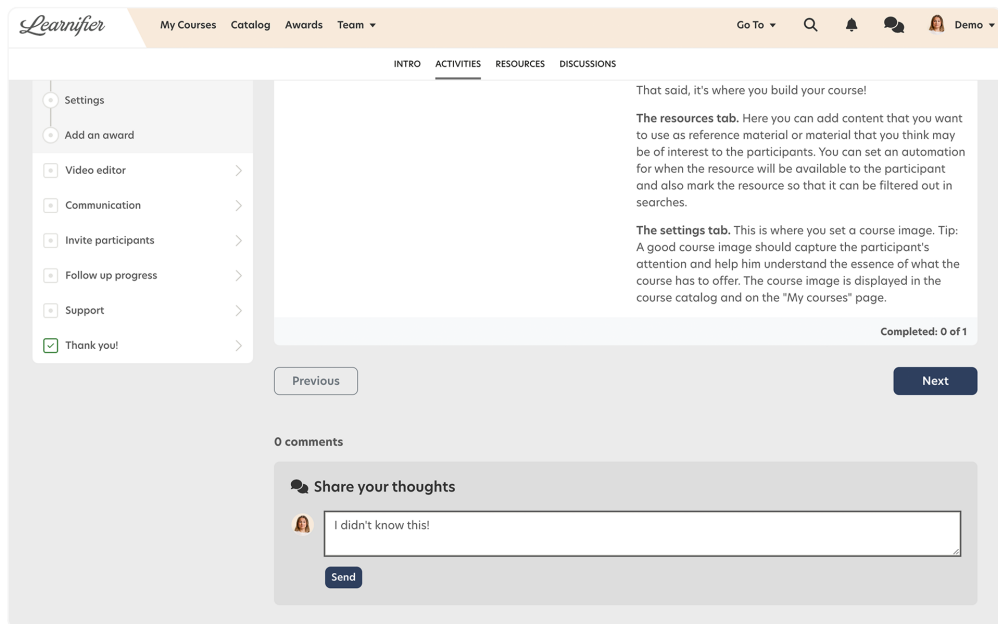 Learnifier
My Courses Catalog Awards Team
Go To
Demo
INTRO ACTIVITIES RESOURCES DISCUSSIONS
Settings
Add an award
Video editor
Communication
Invite participants
Follow up progress
Support
Thank you!
That said, it's where you build your course!
The resources tab. Here you can add content that you want
to use as reference material or material that you think may
be of interest to the participants. You can set an automation
for when the resource will be available to the participant
and also mark the resource so that it can be filtered out in
searches.
The settings tab. This is where you set a course image. Tip:
A good course image should capture the participant's
attention and help him understand the essence of what the
course has to offer. The course image is displayed in the
course catalog and on the "My courses" page.
Completed: 0 of 1
Previous
Next
0 comments
Share your thoughts
I didn't know this!
Send